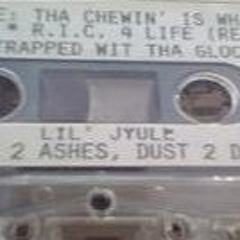 E: THA CHEWIN' IS WH
* R.I.C. 4 LIFE (RE
TRAPPED WIT THA GLOC
LIL' JYULE
2 ASHES, DUST 2 D